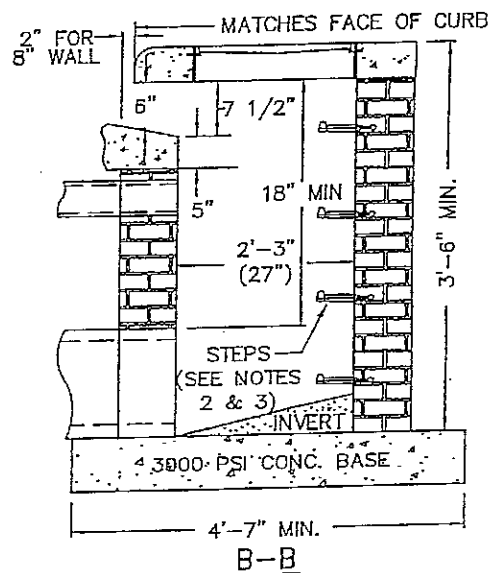 2" FOR
8" WALL
MATCHES FACE OF CURB
6"
7 1/2"
5"
18" MIN
2'-3"
(27")
3'-6" MIN.
STEPS
(SEE NOTES
2 & 3)
INVERT
3000 PSI CONC. BASE
4'-7" MIN.
B-B